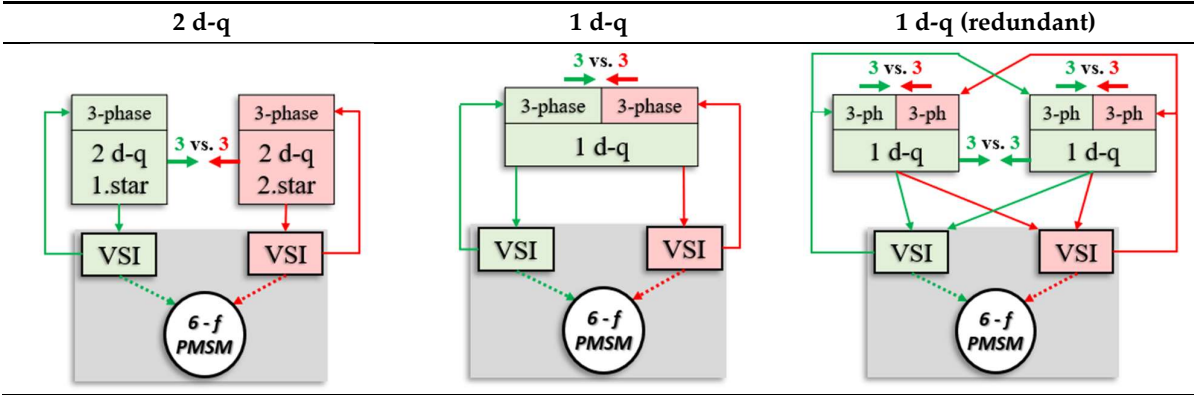 2 d-q
1 d-q
1 d-q (redundant)
3-phase
3-phase
2 d-q
1.star
3 vs. 3
2 d-q
2.star
VSI
VSI
6 - f
PMSM
3 vs. 3
3-phase
3-phase
1 d-q
VSI
VSI
6 - f
PMSM
3 vs. 3
3 vs. 3
3-ph
3-ph
3-ph
3-ph
1 d-q
3 vs. 3
1 d-q
VSI
VSI
6 - f
PMSM